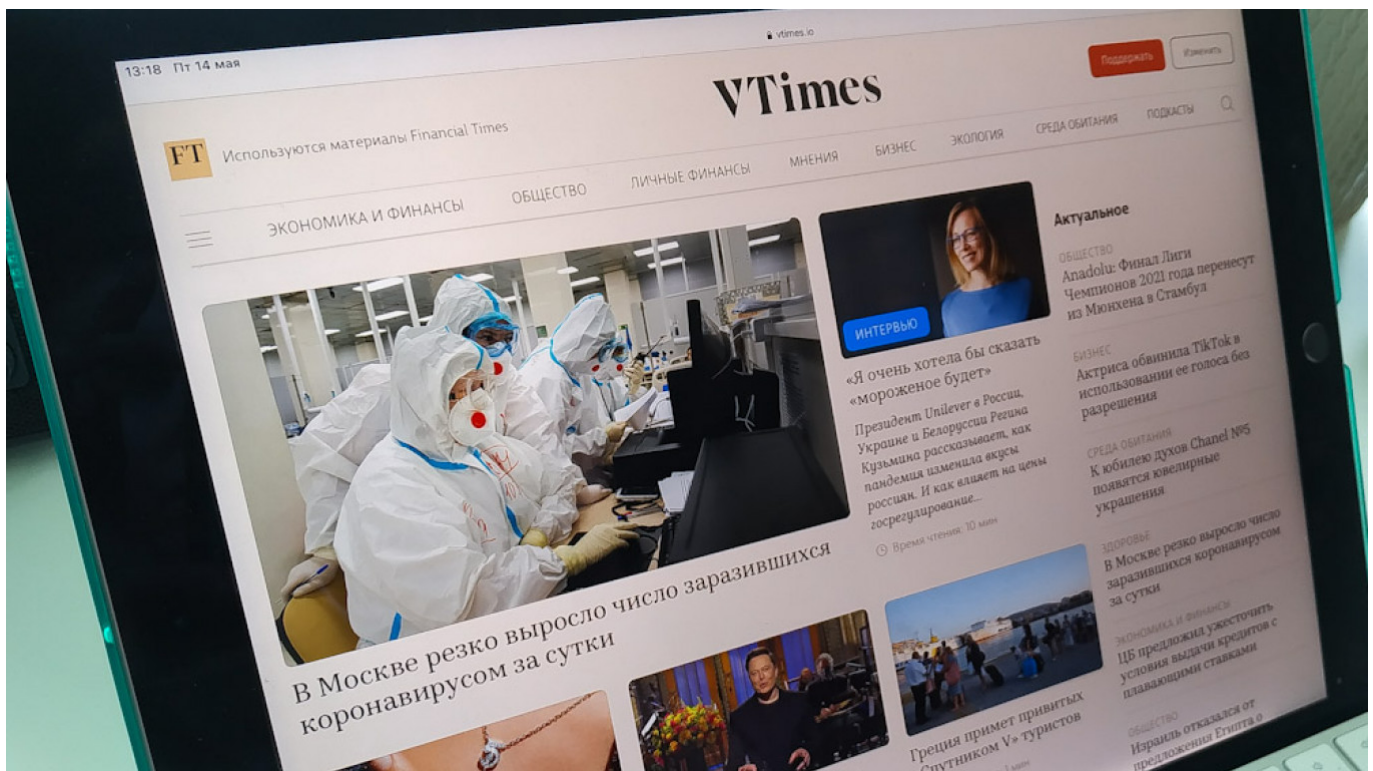 13:18 Пт 14 мая
vtimes.io
FT
Используются материалы Financial Times
VTimes
Поддержать
Изменить
ЭКОНОМИКА И ФИНАНСЫ
ОБЩЕСТВО
ЛИЧНЫЕ ФИНАНСЫ
МНЕНИЯ
БИЗНЕС
ЭКОЛОГИЯ
СРЕДА ОБИТАНИЯ
ПОДКАСТЫ
В Москве резко выросло число заразившихся
коронавирусом за сутки
ИНТЕРВЬЮ
«Я очень хотела бы сказать
«мороженое будет»
Президент Unilever в России,
Украине и Белоруссии Регина
Кузьмина рассказывает, как
пандемия изменила вкусы
россиян. И как влияет на цены
госрегулирование...
Время чтения: 10 мин
Греция примет привитых
«Спутником V» туристов
мин
Актуальное
ОБЩЕСТВО
Anadolu: Финал Лиги
Чемпионов 2021 года перенесут
из Мюнхена в Стамбул
БИЗНЕС
Актриса обвинила TikTok в
использовании ее голоса без
разрешения
СРЕДА ОБИТАНИЯ
К юбилею духов Chanel №5
появятся ювелирные
украшения
ЗДОРОВЬЕ
В Москве резко выросло число
заразившихся коронавирусом
за сутки
ЭКОНОМИКА И ФИНАНСЫ
ЦБ предложил ужесточить
условия выдачи кредитов с
плавающими ставками
ОБЩЕСТВО
Израиль отказался от
предложения Египта о